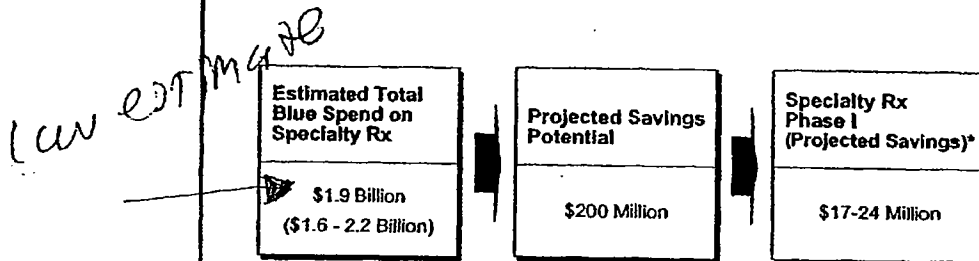 low estimate
Estimated Total
Blue Spend on
Specialty Rx
$1.9 Billion
($1.6 - 2.2 Billion)
Projected Savings
Potential
$200 Million
Specialty Rx
Phase I
(Projected Savings)*
$17-24 Million